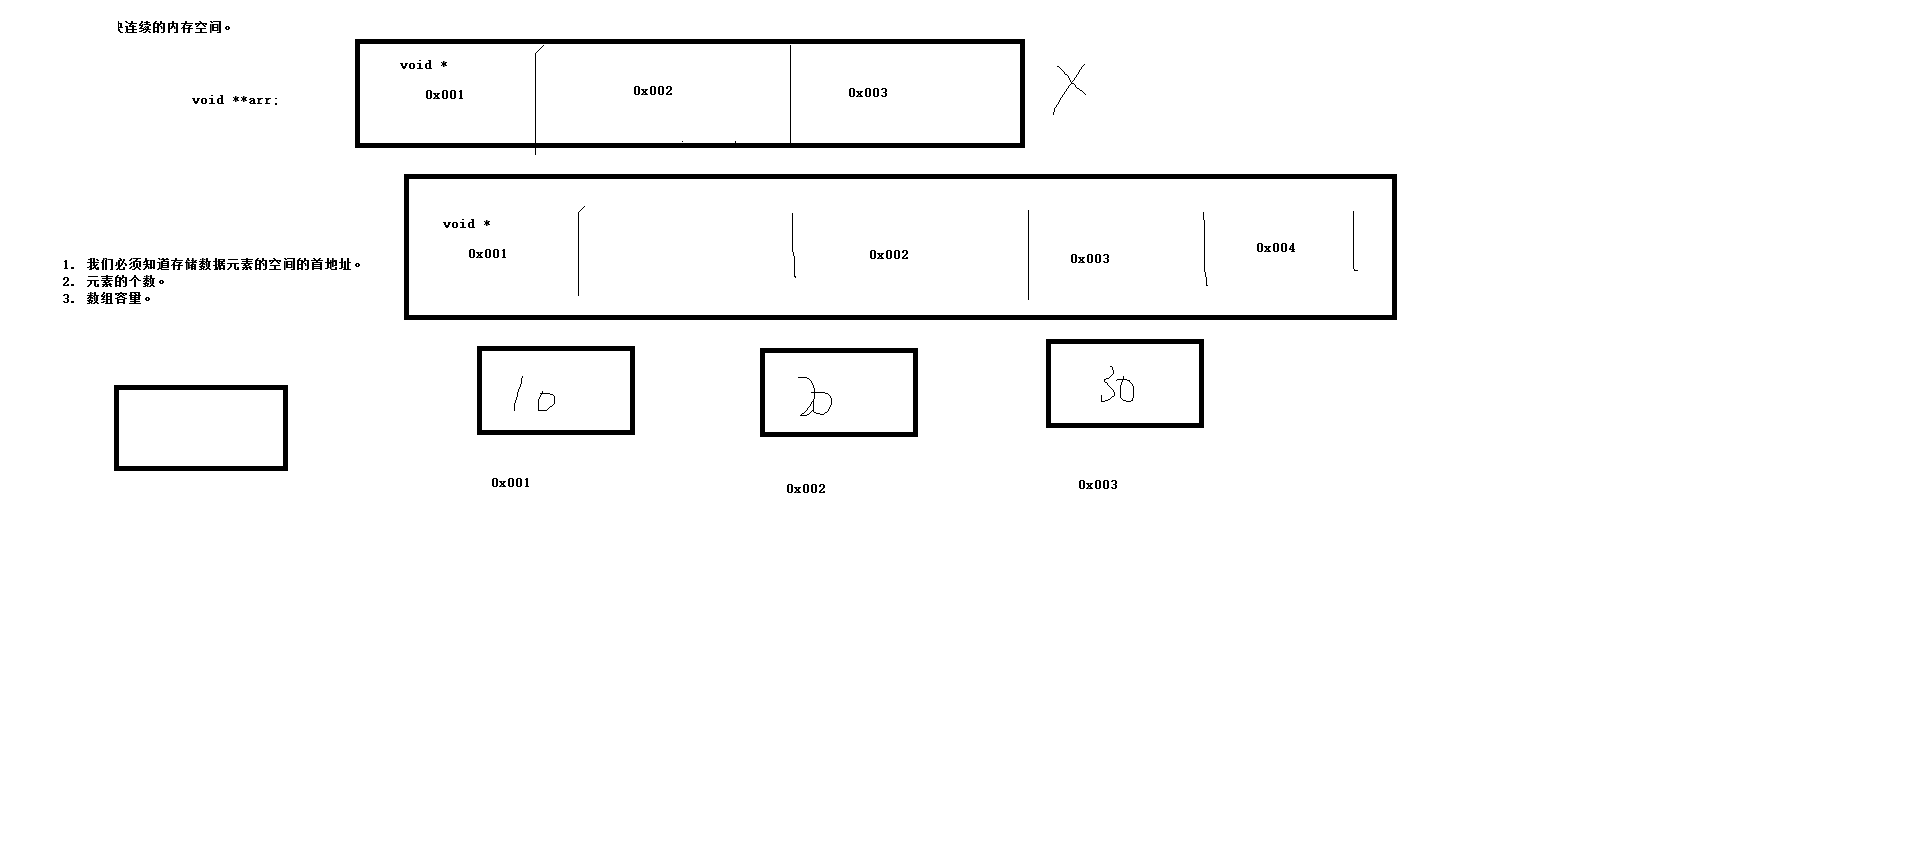 连续的内存空间。
void *
0x001
0x002
0x003
X
void **arr;
void *
0x001
0x002
0x003
0x004
1. 我们必须知道存储数据元素的空间的首地址。
2. 元素的个数。
3. 数组容量。
10
20
30
0x001
0x002
0x003